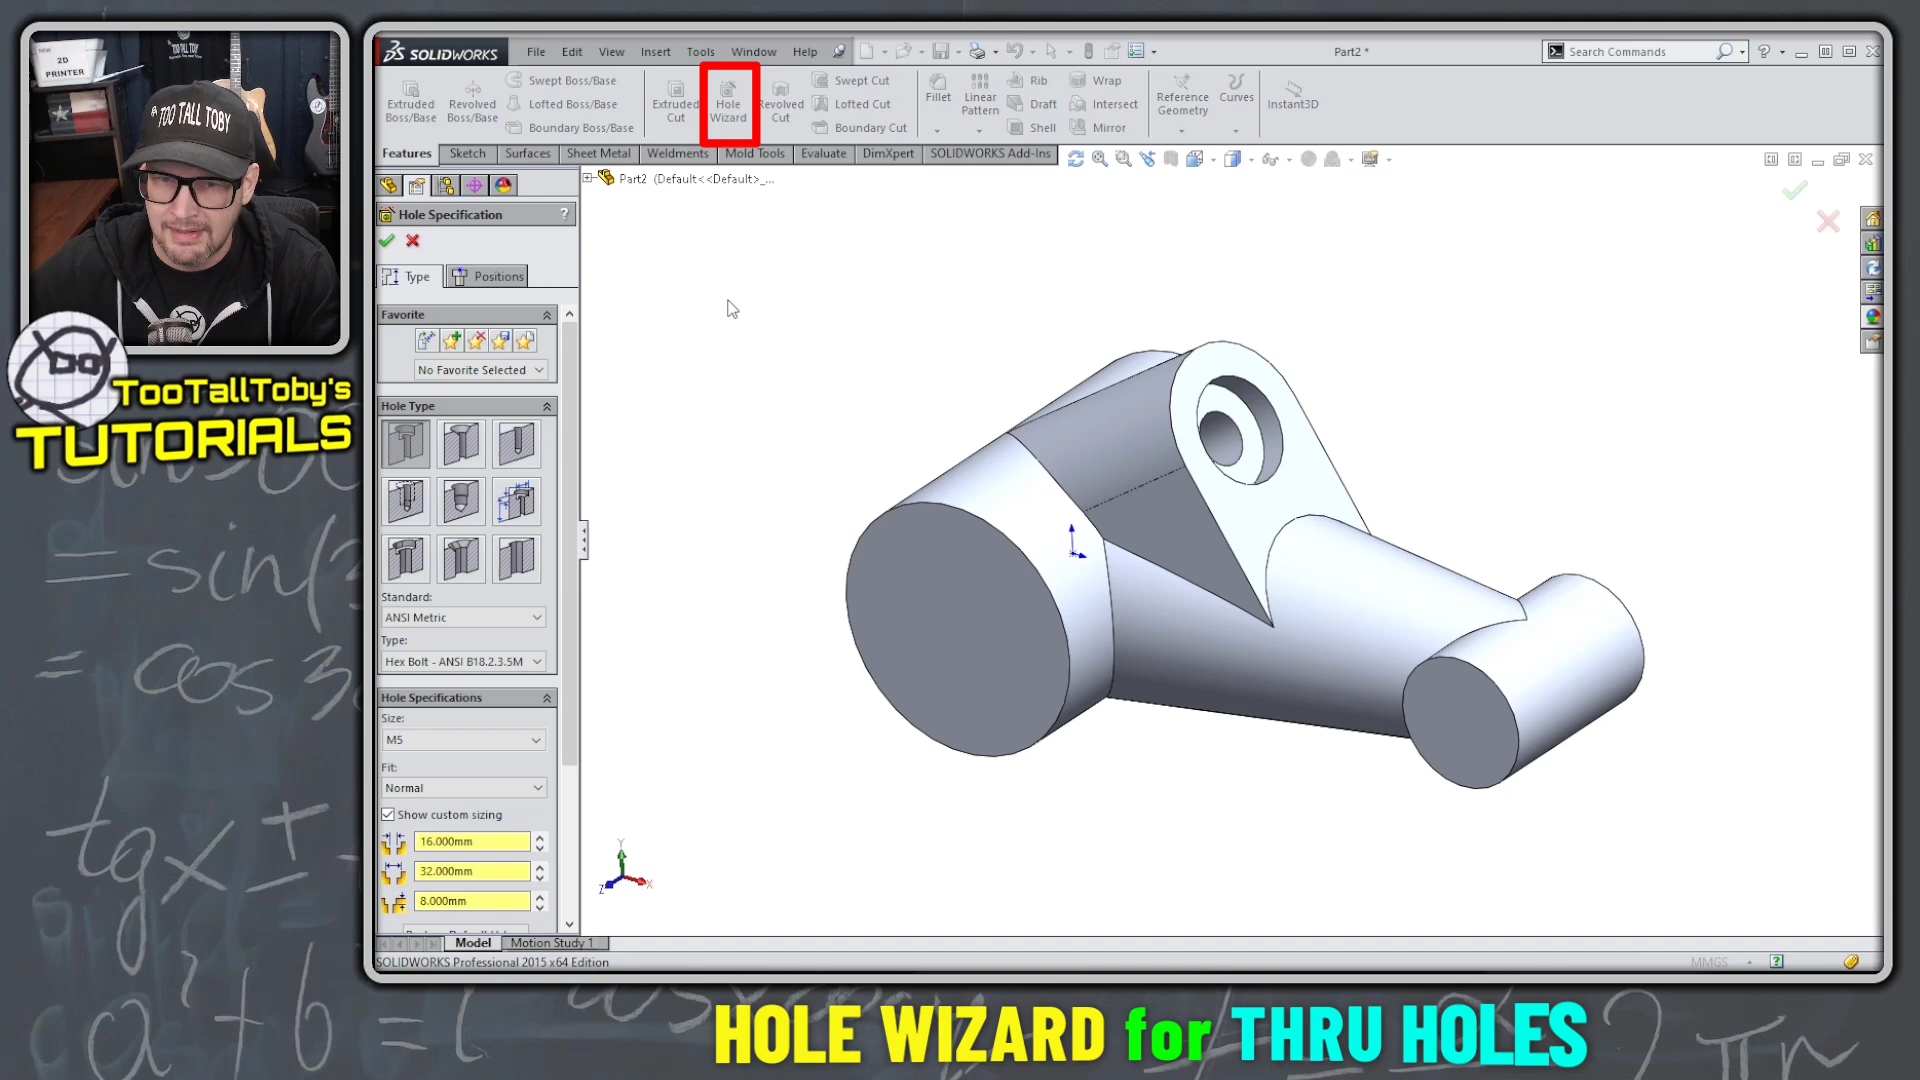 NEW
2D
PRINTER
TOO TALL TOBY
TooTallToby's
TUTORIALS
SOLIDWORKS
File Edit View Insert Tools Window Help
Part2 *
Search Commands
Extruded Boss/Base
Revolved Boss/Base
Swept Boss/Base
Lofted Boss/Base
Boundary Boss/Base
Extruded Cut
Hole Wizard
Revolved Cut
Swept Cut
Lofted Cut
Boundary Cut
Fillet
Linear Pattern
Rib
Draft
Shell
Wrap
Intersect
Mirror
Reference Geometry
Curves
Instant3D
Features Sketch Surfaces Sheet Metal Weldments Mold Tools Evaluate DimXpert SOLIDWORKS Add-Ins
Part2 (Default<<Default>_...
Hole Specification ?
Type Positions
Favorite
No Favorite Selected
Hole Type
Standard:
ANSI Metric
Type:
Hex Bolt - ANSI B18.2.3.5M
Hole Specifications
Size:
M5
Fit:
Normal
Show custom sizing
16.000mm
32.000mm
8.000mm
Y
Z X
Model Motion Study 1
SOLIDWORKS Professional 2015 x64 Edition
MMGS
HOLE WIZARD for THRU HOLES